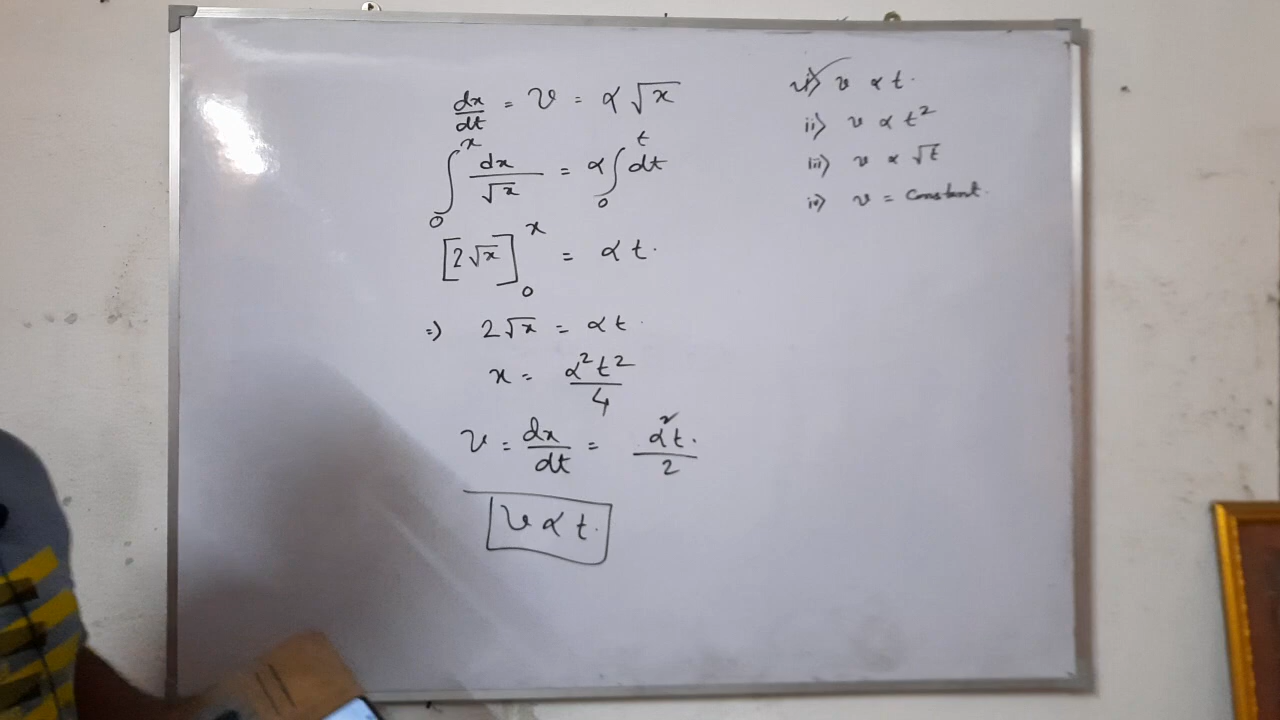 dx/dt = v = α √x
∫₀ˣ dx/√x = α ∫₀ᵗ dt
[2√x]₀ˣ = α t.
=> 2√x = αt.
x = α²t²/4
v = dx/dt = α²t./2
v ∝ t.
i) v ∝ t.
ii) v ∝ t²
iii) v ∝ √t
iv) v = Constant.